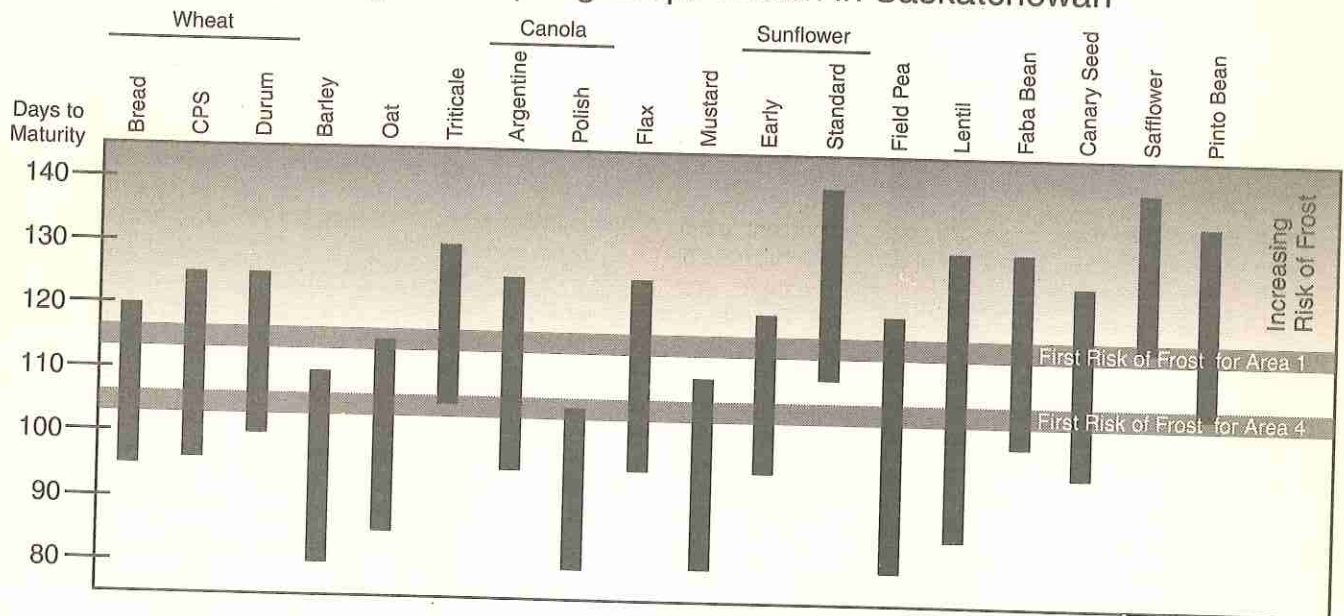 in Saskatchewan
Wheat
Canola
Sunflower
Days to
Maturity
Bread
CPS
Durum
Barley
Oat
Triticale
Argentine
Polish
Flax
Mustard
Early
Standard
Field Pea
Lentil
Faba Bean
Canary Seed
Safflower
Pinto Bean
140
130
120
110
100
90
80
Increasing
Risk of Frost
First Risk of Frost for Area 1
First Risk of Frost for Area 4